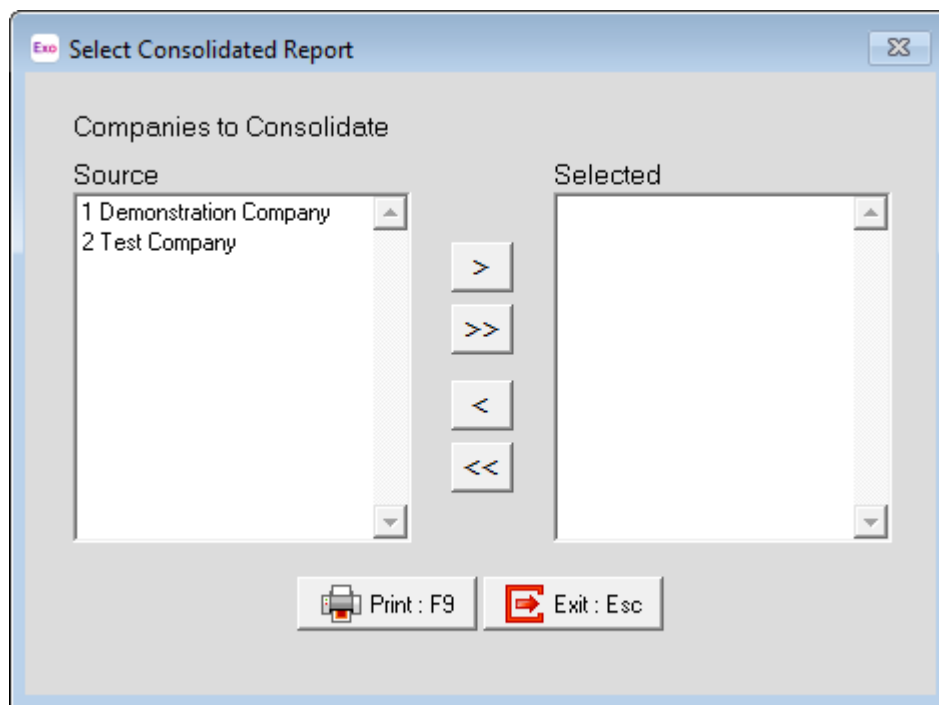 Exo Select Consolidated Report
Companies to Consolidate
Source
Selected
1 Demonstration Company
2 Test Company
>
>>
<
<<
Print : F9
Exit : Esc